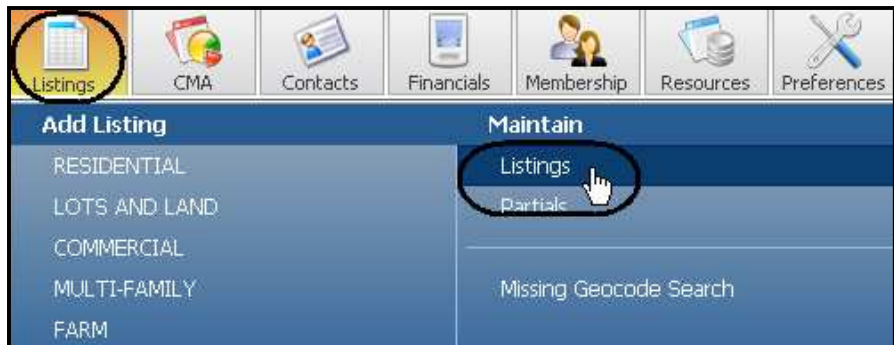 Listings CMA Contacts Financials Membership Resources Preferences
Add Listing Maintain
RESIDENTIAL Listings
LOTS AND LAND Partials
COMMERCIAL
MULTI-FAMILY Missing Geocode Search
FARM